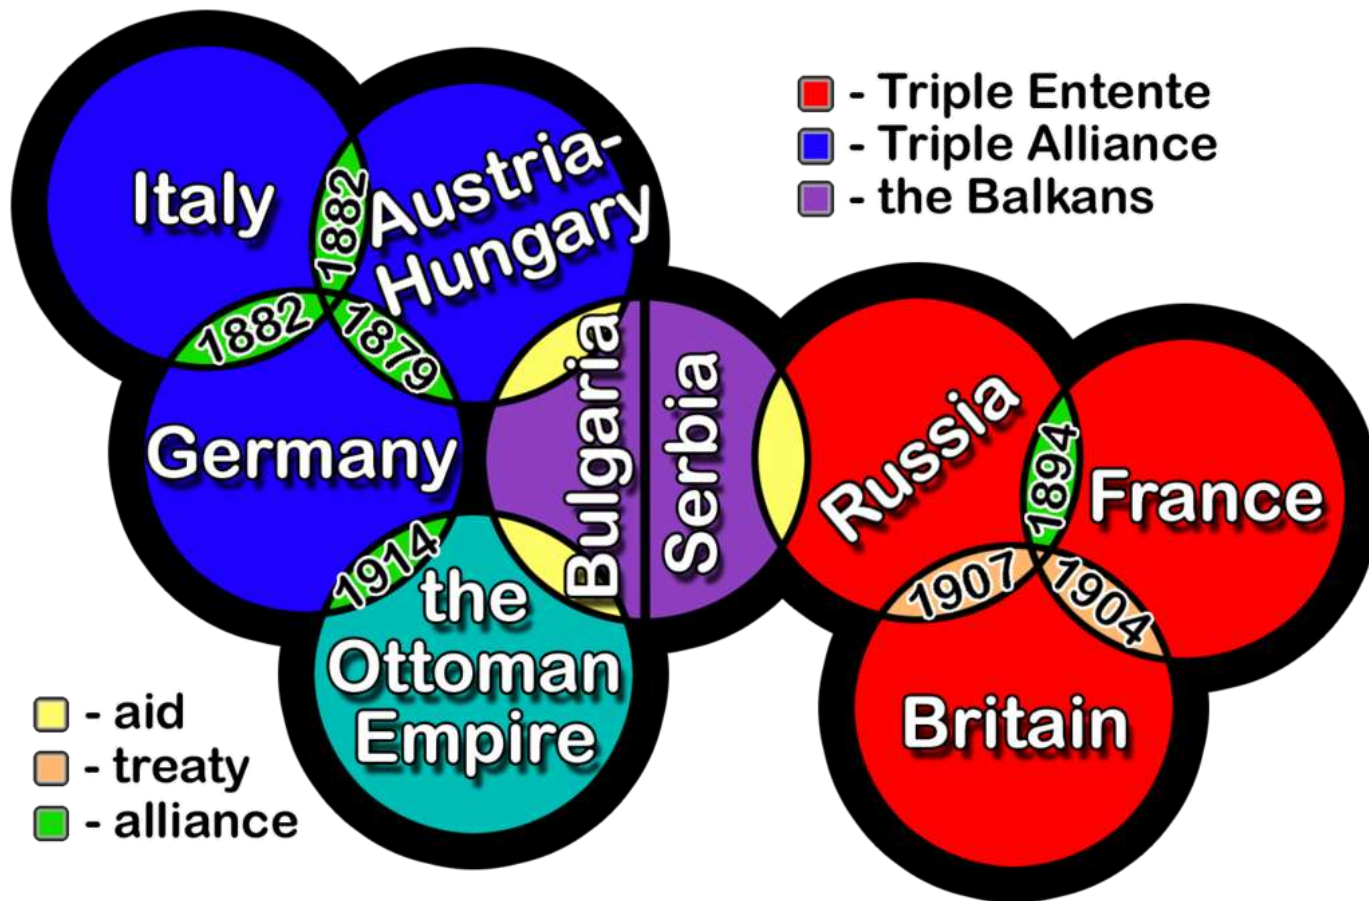 - Triple Entente
- Triple Alliance
- the Balkans
Italy
1882
Austria-
Hungary
1882
1879
Germany
Bulgaria
Serbia
1914
the
Ottoman
Empire
Russia
1894
France
1907
1904
Britain
- aid
- treaty
- alliance